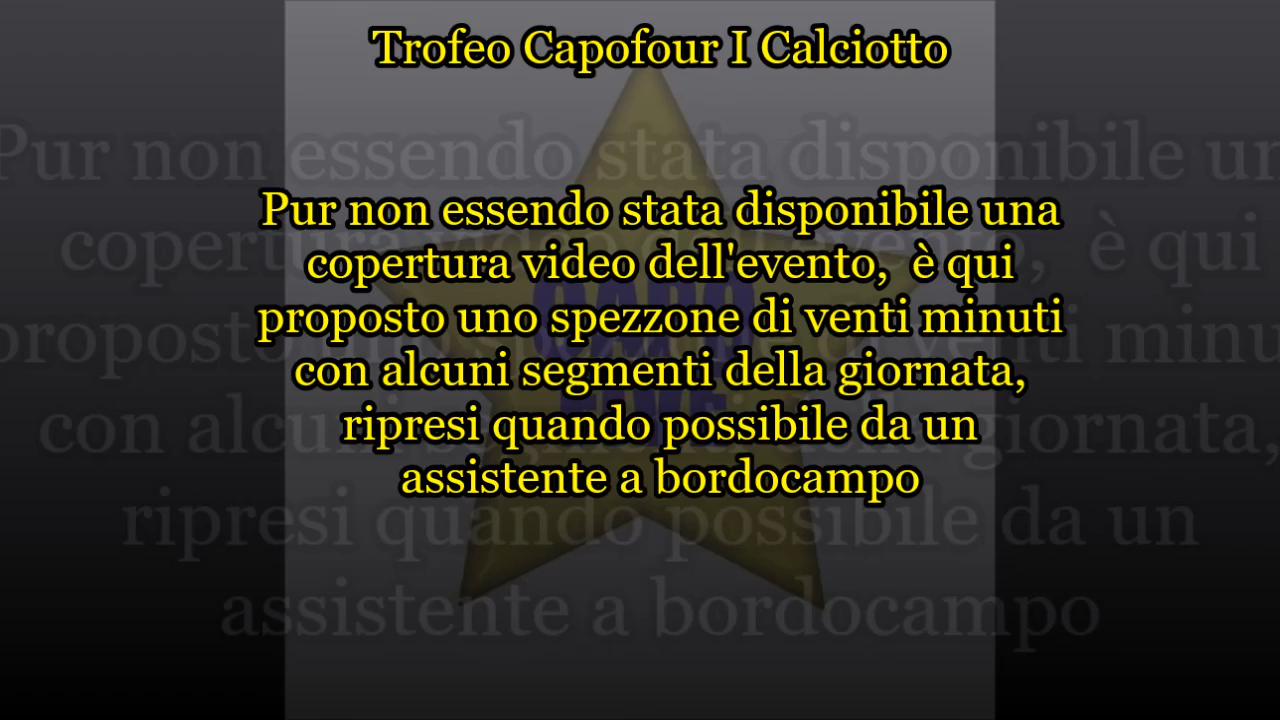 Trofeo Capofour I Calciotto
Pur non essendo stata disponibile una
copertura video dell'evento,  è qui
proposto uno spezzone di venti minuti
con alcuni segmenti della giornata,
ripresi quando possibile da un
assistente a bordocampo